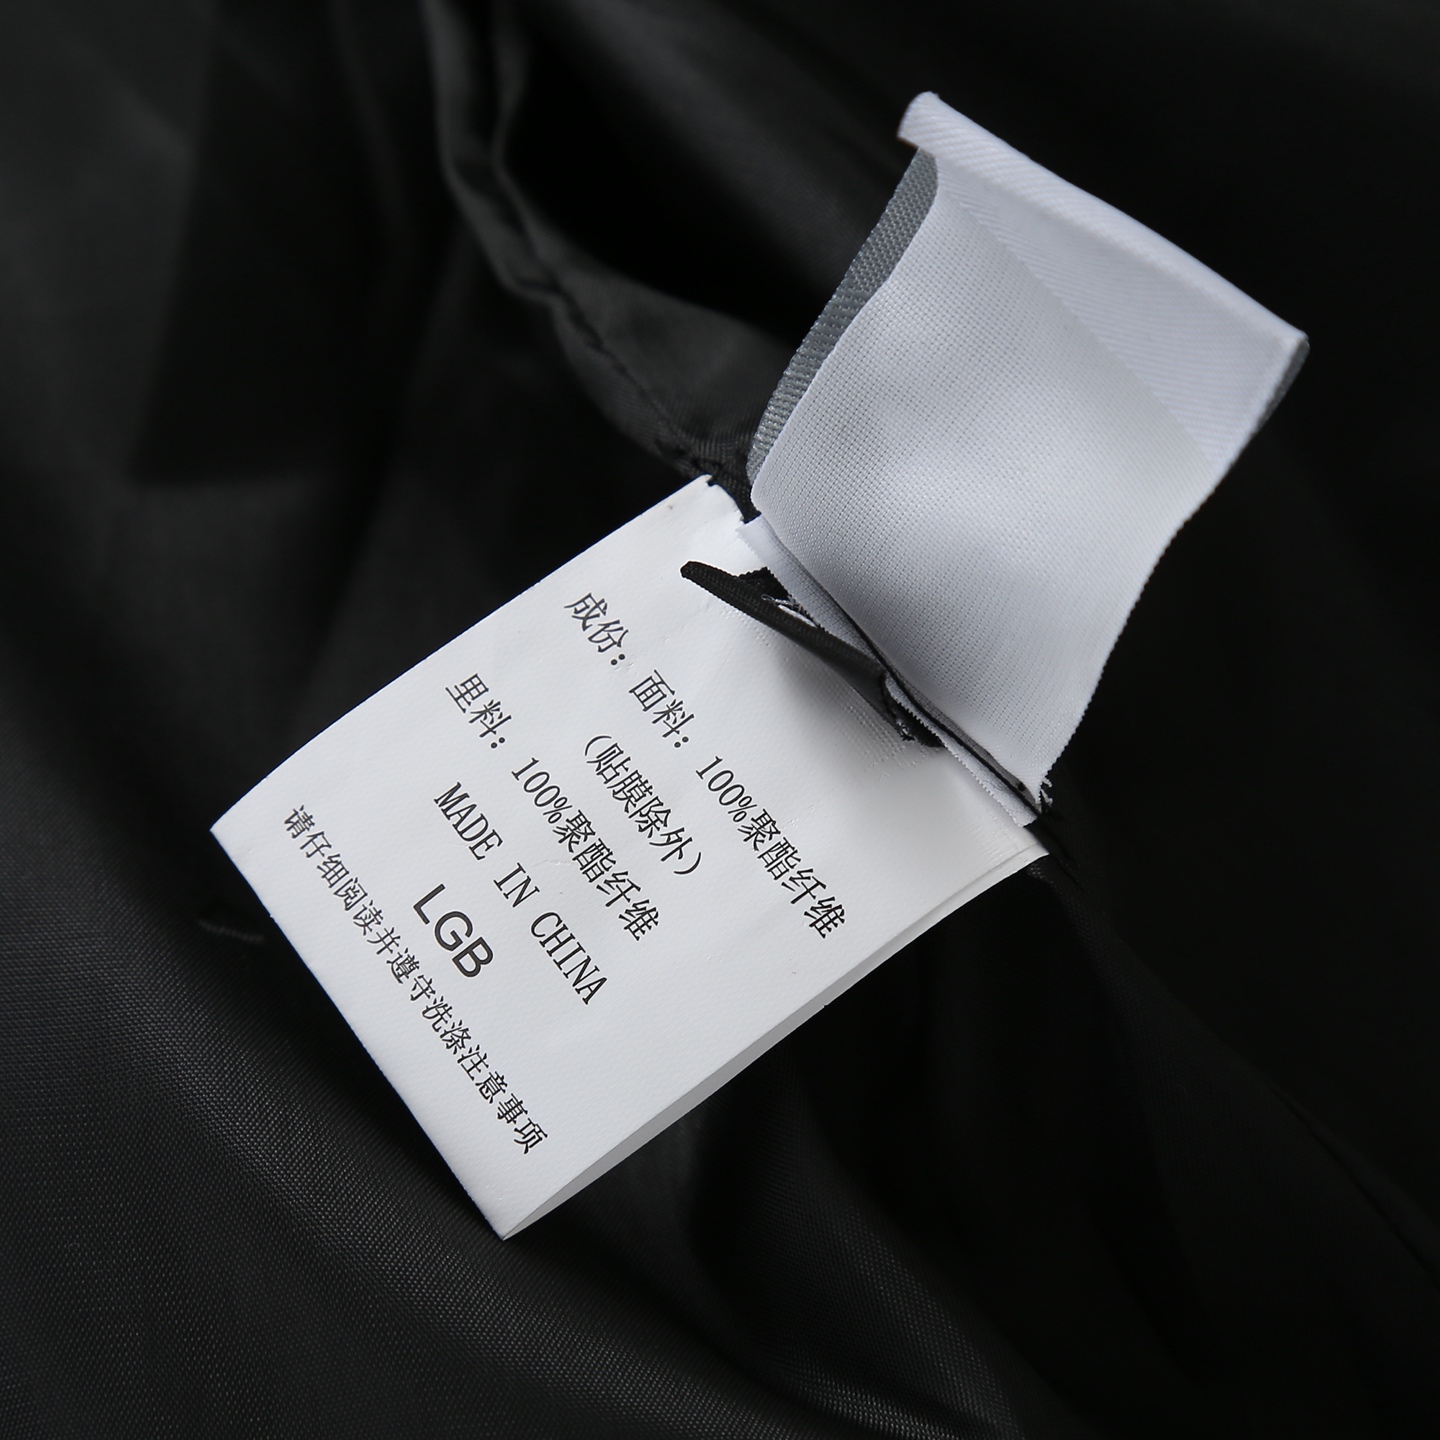 成份：面料：100%聚酯纤维
（贴膜除外）
里料：100%聚酯纤维
MADE IN CHINA
LGB
请仔细阅读并遵守洗涤注意事项